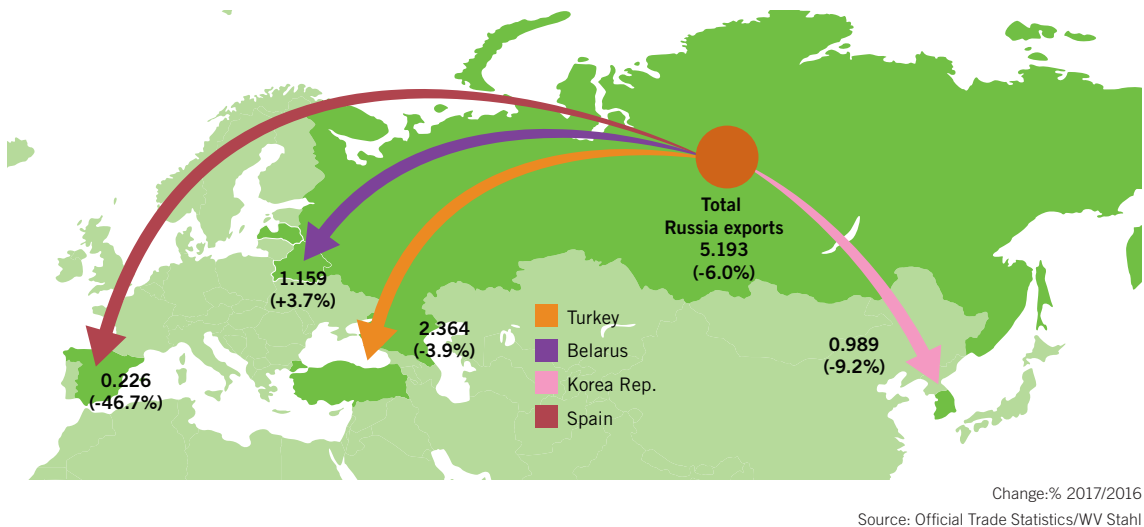 Total
Russia exports
5.193
(-6.0%)
1.159
(+3.7%)
2.364
(-3.9%)
0.989
(-9.2%)
0.226
(-46.7%)
Turkey
Belarus
Korea Rep.
Spain
Change:% 2017/2016
Source: Official Trade Statistics/WV Stahl